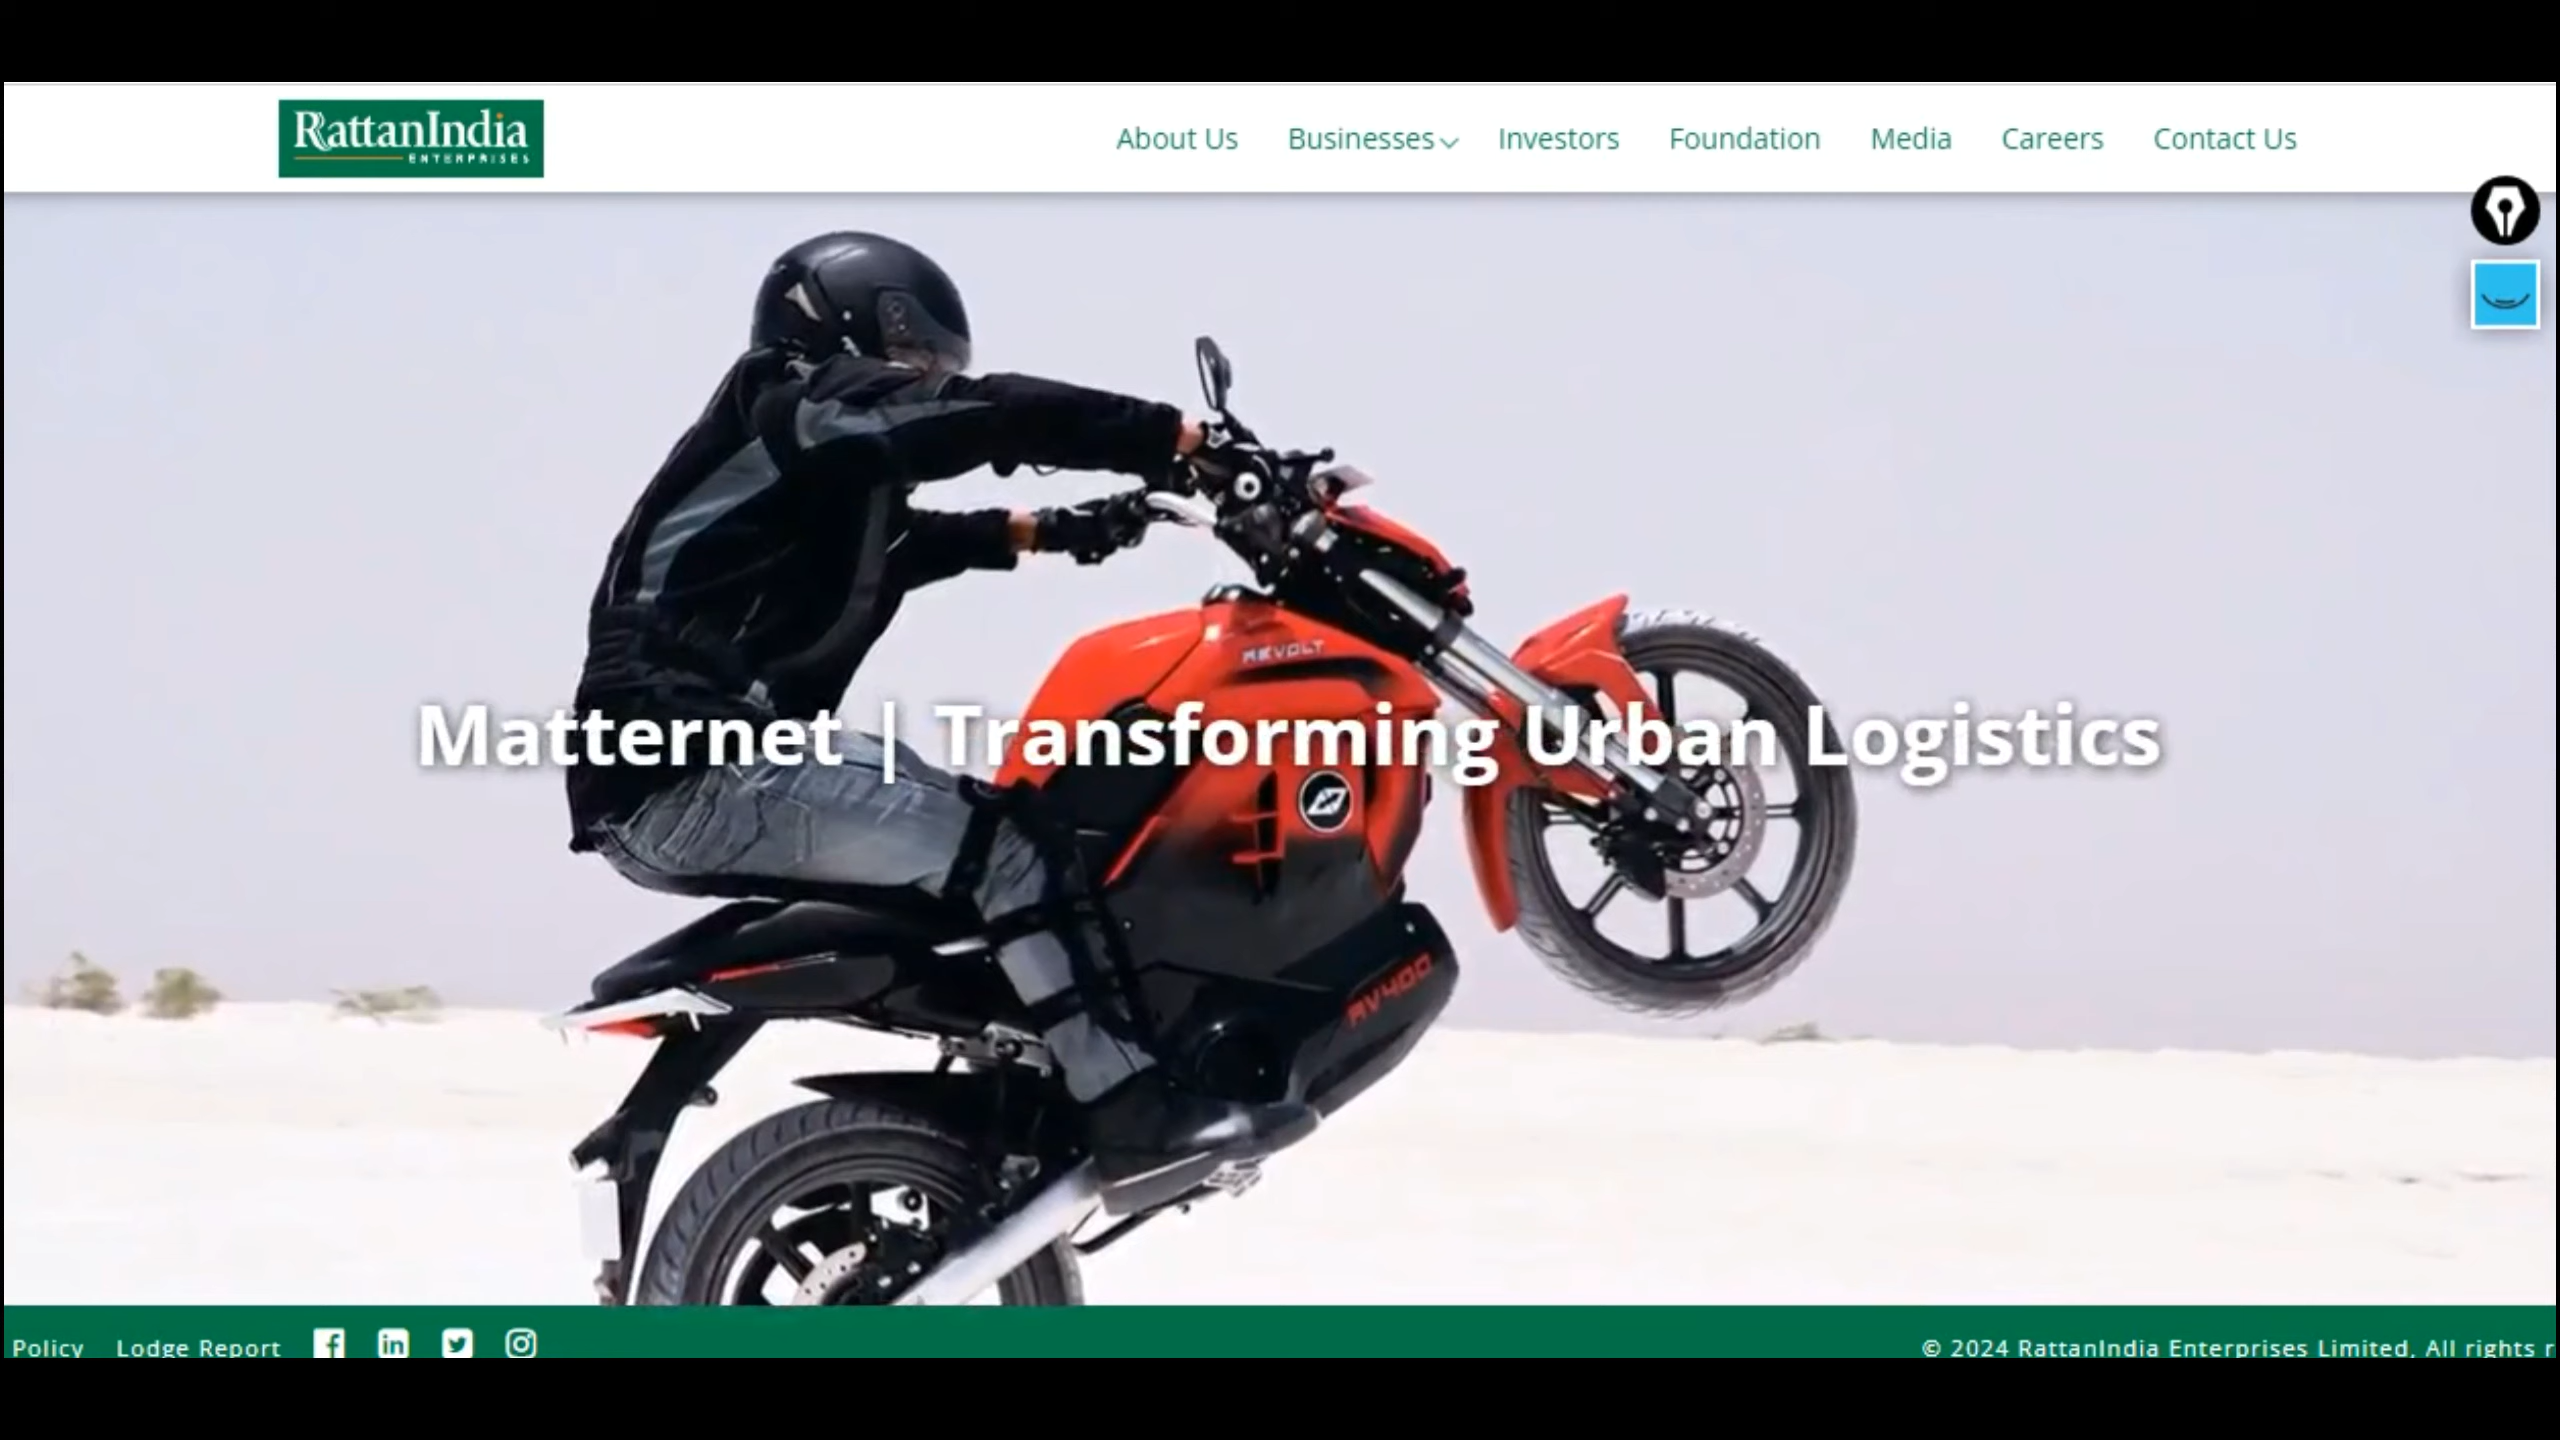 RattanIndia
ENTERPRISES
About Us Businesses Investors Foundation Media Careers Contact Us
REVOLT
Matternet | Transforming Urban Logistics
RV400
Policy Lodge Report
© 2024 RattanIndia Enterprises Limited, All rights r